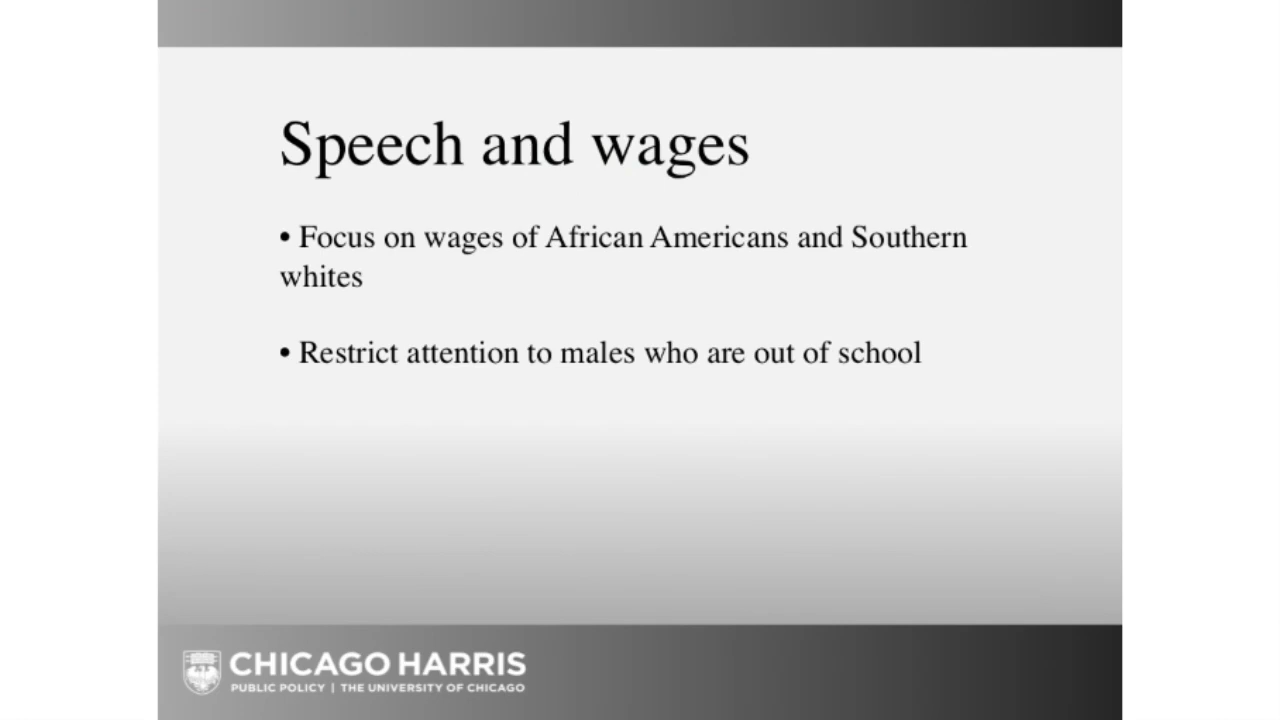 Speech and wages
• Focus on wages of African Americans and Southern
whites
• Restrict attention to males who are out of school
CHICAGO HARRIS
PUBLIC POLICY | THE UNIVERSITY OF CHICAGO